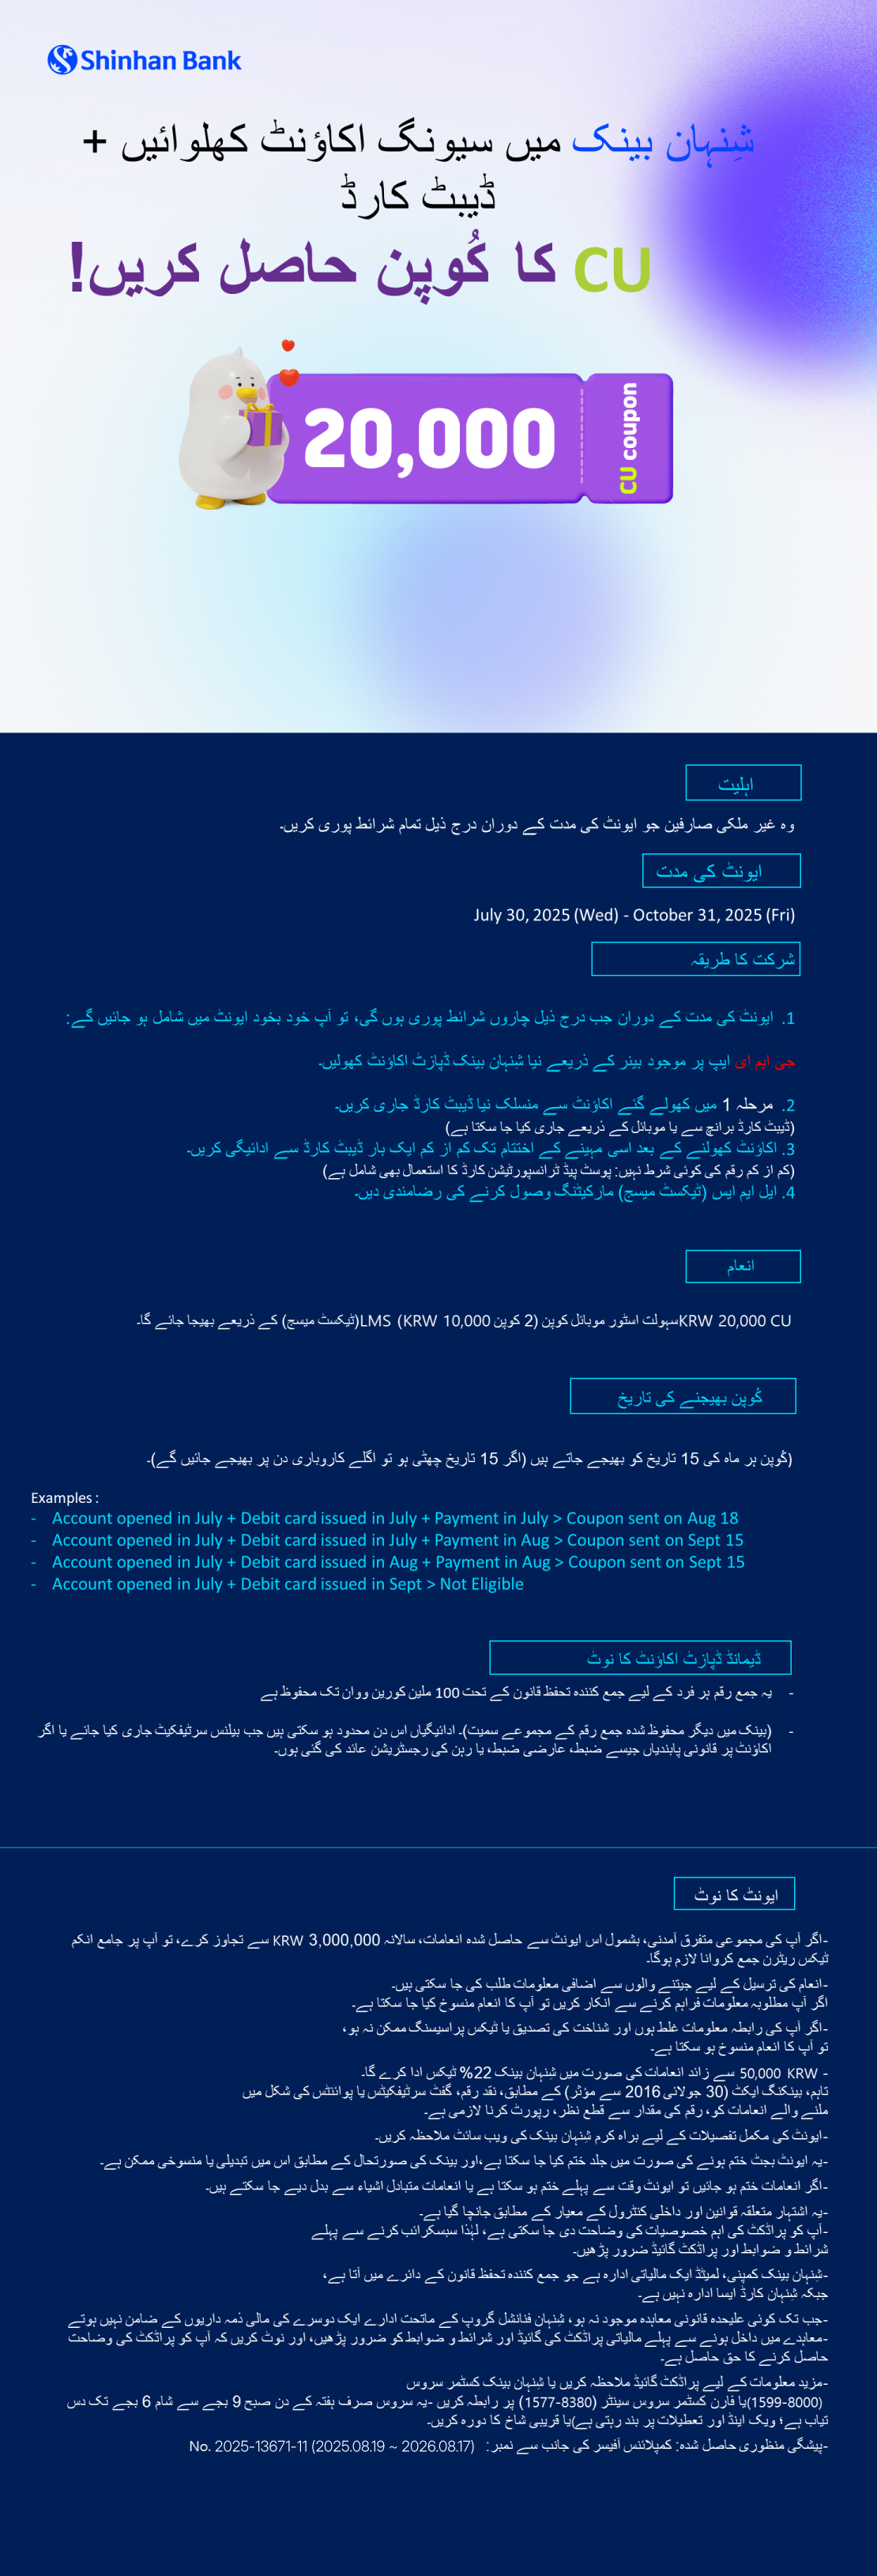 Shinhan Bank
شِنہان بینک میں سیونگ اکاؤنٹ کھلوائیں +
ڈیبٹ کارڈ
CU کا کُوپن حاصل کریں!
20,000
CU coupon
اہلیت
وہ غیر ملکی صارفین جو ایونٹ کی مدت کے دوران درج ذیل تمام شرائط پوری کریں۔
ایونٹ کی مدت
July 30, 2025 (Wed) - October 31, 2025 (Fri)
شرکت کا طریقہ
1. ایونٹ کی مدت کے دوران جب درج ذیل چاروں شرائط پوری ہوں گی، تو آپ خود بخود ایونٹ میں شامل ہو جائیں گے:
جی ایم ای ایپ پر موجود بینر کے ذریعے نیا شِنہان بینک ڈپازٹ اکاؤنٹ کھولیں۔
2. مرحلہ 1 میں کھولے گئے اکاؤنٹ سے منسلک نیا ڈیبٹ کارڈ جاری کریں۔
(ڈیبٹ کارڈ برانچ سے یا موبائل کے ذریعے جاری کیا جا سکتا ہے)
3. اکاؤنٹ کھولنے کے بعد اسی مہینے کے اختتام تک کم از کم ایک بار ڈیبٹ کارڈ سے ادائیگی کریں۔
(کم از کم رقم کی کوئی شرط نہیں: پوسٹ پیڈ ٹرانسپورٹیشن کارڈ کا استعمال بھی شامل ہے)
4. ایل ایم ایس (ٹیکسٹ میسج) مارکیٹنگ وصول کرنے کی رضامندی دیں۔
انعام
KRW 20,000 CUسہولت اسٹور موبائل کوپن (2 کوپن KRW 10,000) LMS(ٹیکسٹ میسج) کے ذریعے بھیجا جائے گا۔
کُوپن بھیجنے کی تاریخ
(کُوپن ہر ماہ کی 15 تاریخ کو بھیجے جاتے ہیں (اگر 15 تاریخ چھٹی ہو تو اگلے کاروباری دن پر بھیجے جائیں گے)۔
Examples :
- Account opened in July + Debit card issued in July + Payment in July > Coupon sent on Aug 18
- Account opened in July + Debit card issued in July + Payment in Aug > Coupon sent on Sept 15
- Account opened in July + Debit card issued in Aug + Payment in Aug > Coupon sent on Sept 15
- Account opened in July + Debit card issued in Sept > Not Eligible
ڈیمانڈ ڈپازٹ اکاؤنٹ کا نوٹ
- یہ جمع رقم ہر فرد کے لیے جمع کنندہ تحفظ قانون کے تحت 100 ملین کورین ووان تک محفوظ ہے
- (بینک میں دیگر محفوظ شدہ جمع رقم کے مجموعے سمیت)۔ ادائیگیاں اس دن محدود ہو سکتی ہیں جب بیلنس سرٹیفکیٹ جاری کیا جائے یا اگر
اکاؤنٹ پر قانونی پابندیاں جیسے ضبط، عارضی ضبط، یا رہن کی رجسٹریشن عائد کی گئی ہوں۔
ایونٹ کا نوٹ
-اگر آپ کی مجموعی متفرق آمدنی، بشمول اس ایونٹ سے حاصل شدہ انعامات، سالانہ KRW 3,000,000 سے تجاوز کرے، تو آپ پر جامع انکم
ٹیکس ریٹرن جمع کروانا لازم ہوگا۔
-انعام کی ترسیل کے لیے جیتنے والوں سے اضافی معلومات طلب کی جا سکتی ہیں۔
اگر آپ مطلوبہ معلومات فراہم کرنے سے انکار کریں تو آپ کا انعام منسوخ کیا جا سکتا ہے۔
-اگر آپ کی رابطہ معلومات غلط ہوں اور شناخت کی تصدیق یا ٹیکس پراسیسنگ ممکن نہ ہو،
تو آپ کا انعام منسوخ ہو سکتا ہے۔
- 50,000 KRW سے زائد انعامات کی صورت میں شِنہان بینک 22% ٹیکس ادا کرے گا۔
تاہم، بینکنگ ایکٹ (30 جولائی 2016 سے مؤثر) کے مطابق، نقد رقم، گفٹ سرٹیفکیٹس یا پوائنٹس کی شکل میں
ملنے والے انعامات کو، رقم کی مقدار سے قطع نظر، رپورٹ کرنا لازمی ہے۔
-ایونٹ کی مکمل تفصیلات کے لیے براہ کرم شِنہان بینک کی ویب سائٹ ملاحظہ کریں۔
-یہ ایونٹ بجٹ ختم ہونے کی صورت میں جلد ختم کیا جا سکتا ہے،اور بینک کی صورتحال کے مطابق اس میں تبدیلی یا منسوخی ممکن ہے۔
-اگر انعامات ختم ہو جائیں تو ایونٹ وقت سے پہلے ختم ہو سکتا ہے یا انعامات متبادل اشیاء سے بدل دیے جا سکتے ہیں۔
-یہ اشتہار متعلقہ قوانین اور داخلی کنٹرول کے معیار کے مطابق جانچا گیا ہے۔
-آپ کو پراڈکٹ کی اہم خصوصیات کی وضاحت دی جا سکتی ہے، لہٰذا سبسکرائب کرنے سے پہلے
شرائط و ضوابط اور پراڈکٹ گائیڈ ضرور پڑھیں۔
-شِنہان بینک کمپنی، لمیٹڈ ایک مالیاتی ادارہ ہے جو جمع کنندہ تحفظ قانون کے دائرے میں آتا ہے،
جبکہ شِنہان کارڈ ایسا ادارہ نہیں ہے۔
-جب تک کوئی علیحدہ قانونی معاہدہ موجود نہ ہو، شِنہان فنانشل گروپ کے ماتحت ادارے ایک دوسرے کی مالی ذمہ داریوں کے ضامن نہیں ہوتے
-معاہدے میں داخل ہونے سے پہلے مالیاتی پراڈکٹ کی گائیڈ اور شرائط و ضوابط کو ضرور پڑھیں، اور نوٹ کریں کہ آپ کو پراڈکٹ کی وضاحت
حاصل کرنے کا حق حاصل ہے۔
-مزید معلومات کے لیے پراڈکٹ گائیڈ ملاحظہ کریں یا شِنہان بینک کسٹمر سروس
(1599-8000)یا فارن کسٹمر سروس سینٹر (1577-8380) پر رابطہ کریں -یہ سروس صرف ہفتہ کے دن صبح 9 بجے سے شام 6 بجے تک دس
تیاب ہے؛ ویک اینڈ اور تعطیلات پر بند رہتی ہے)یا قریبی شاخ کا دورہ کریں۔
-پیشگی منظوری حاصل شدہ: کمپلائنس آفیسر کی جانب سے نمبر: No. 2025-13671-11 (2025.08.19 ~ 2026.08.17)